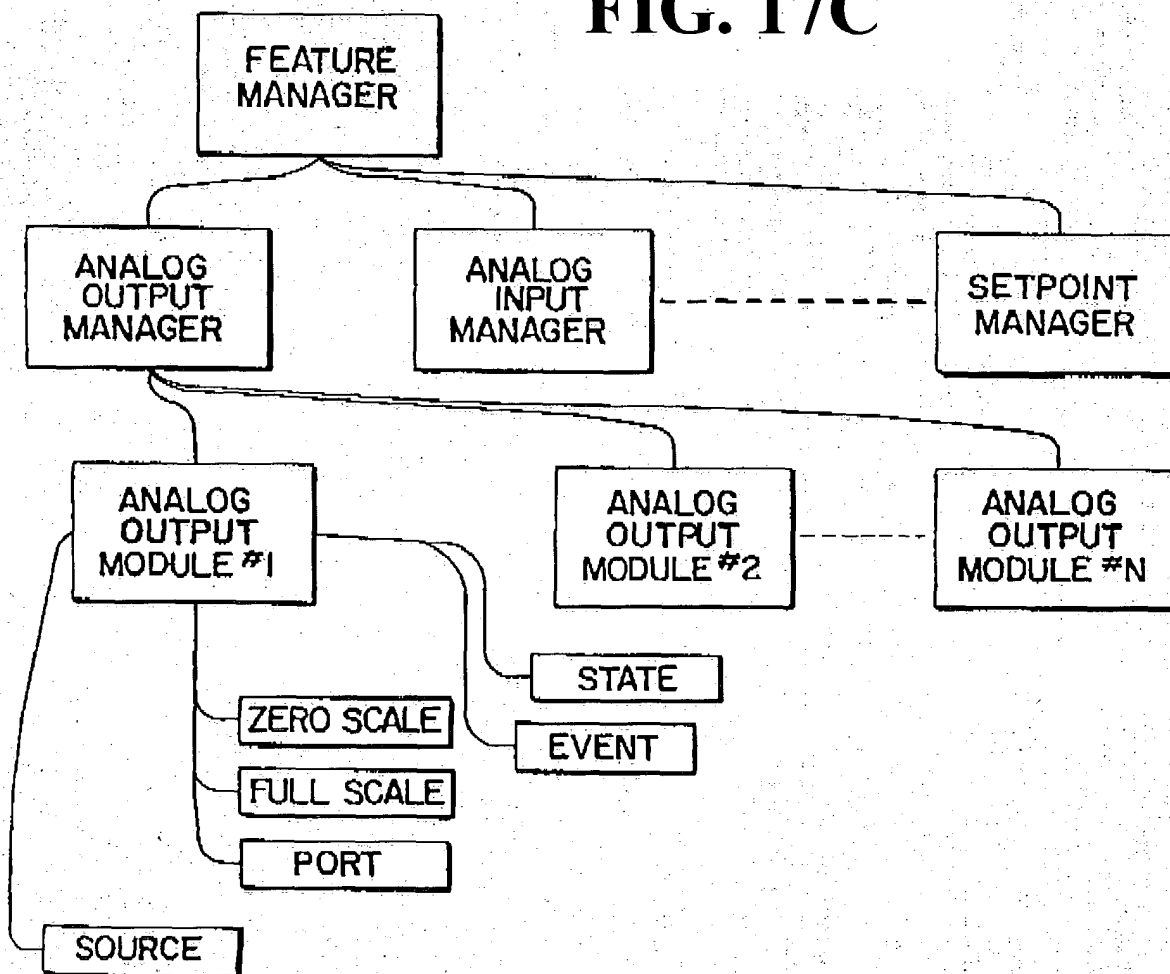 FIG. 17C
FEATURE
MANAGER
ANALOG
OUTPUT
MANAGER
ANALOG
INPUT
MANAGER
SETPOINT
MANAGER
ANALOG
OUTPUT
MODULE #1
ANALOG
OUTPUT
MODULE #2
ANALOG
OUTPUT
MODULE #N
STATE
ZERO SCALE
EVENT
FULL SCALE
PORT
SOURCE